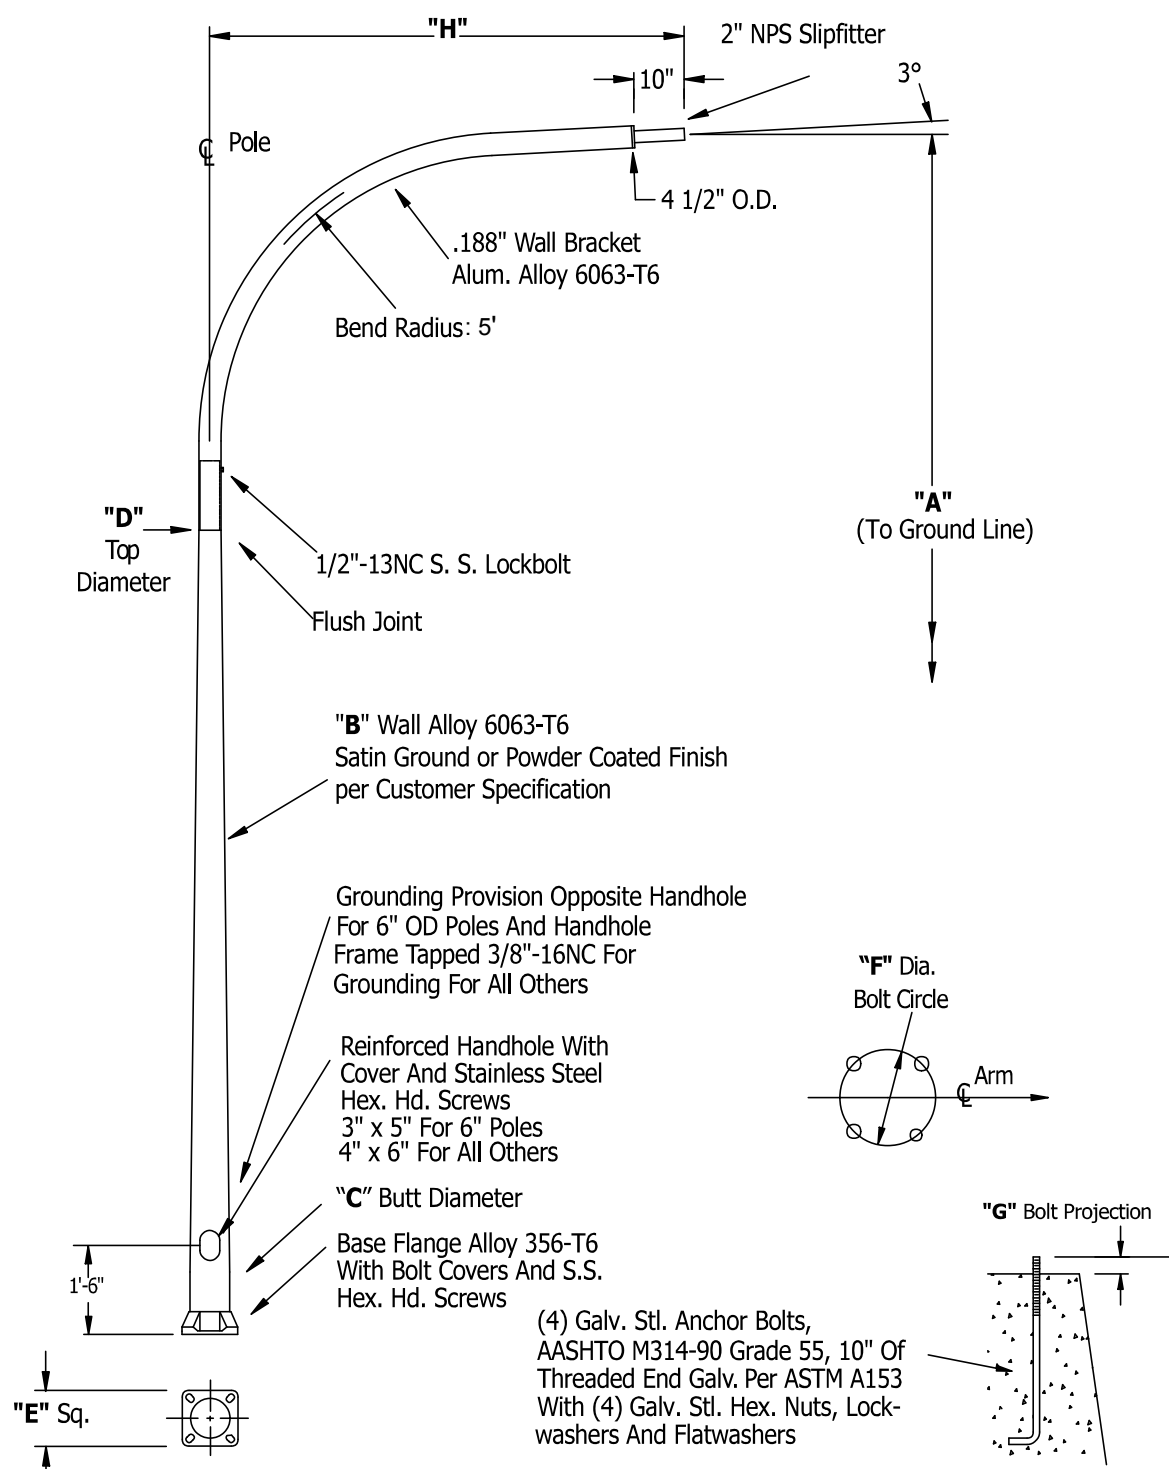 "H"
2" NPS Slipfitter
10"
3°
℄ Pole
4 1/2" O.D.
.188" Wall Bracket
Alum. Alloy 6063-T6
Bend Radius: 5'
"A"
(To Ground Line)
"D"
Top
Diameter
1/2"-13NC S. S. Lockbolt
Flush Joint
"B" Wall Alloy 6063-T6
Satin Ground or Powder Coated Finish
per Customer Specification
Grounding Provision Opposite Handhole
For 6" OD Poles And Handhole
Frame Tapped 3/8"-16NC For
Grounding For All Others
"F" Dia.
Bolt Circle
℄ Arm
Reinforced Handhole With
Cover And Stainless Steel
Hex. Hd. Screws
3" x 5" For 6" Poles
4" x 6" For All Others
“C” Butt Diameter
"G" Bolt Projection
Base Flange Alloy 356-T6
With Bolt Covers And S.S.
Hex. Hd. Screws
1'-6"
(4) Galv. Stl. Anchor Bolts,
AASHTO M314-90 Grade 55, 10" Of
Threaded End Galv. Per ASTM A153
With (4) Galv. Stl. Hex. Nuts, Lock-
washers And Flatwashers
"E" Sq.